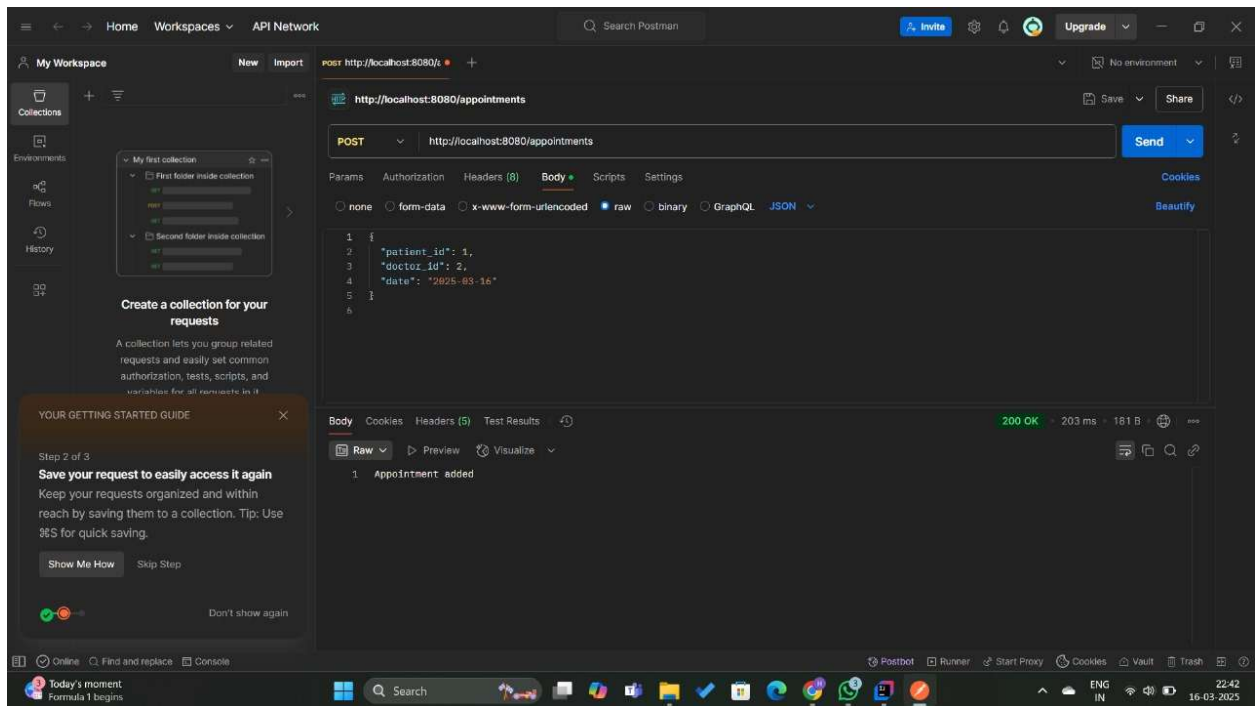 Home Workspaces API Network Search Postman Invite Upgrade
My Workspace New Import POST http://localhost:8080/a No environment
Collections
Environments
Flows
History
My first collection
First folder inside collection
Second folder inside collection
Create a collection for your
requests
A collection lets you group related
requests and easily set common
authorization, tests, scripts, and
variables for all requests in it
YOUR GETTING STARTED GUIDE
Step 2 of 3
Save your request to easily access it again
Keep your requests organized and within
reach by saving them to a collection. Tip: Use
⌘S for quick saving.
Show Me How Skip Step
Don't show again
http://localhost:8080/appointments Save Share
POST http://localhost:8080/appointments Send
Params Authorization Headers (8) Body Scripts Settings Cookies
none form-data x-www-form-urlencoded raw binary GraphQL JSON Beautify
1 {
2 "patient_id": 1,
3 "doctor_id": 2,
4 "date": "2025-03-16"
5 }
6
Body Cookies Headers (5) Test Results 200 OK 203 ms 181 B
Raw Preview Visualize
1 Appointment added
Online Find and replace Console Postbot Runner Start Proxy Cookies Vault Trash
3 Today's moment
Formula 1 begins
Search
3
ENG
IN
22:42
16-03-2025